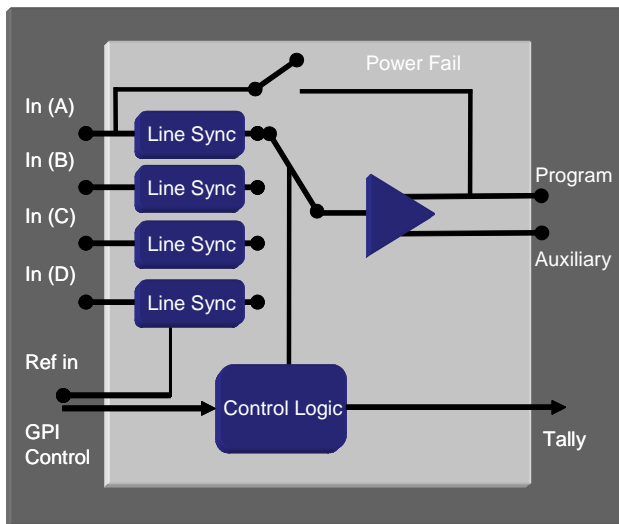 Power Fail
In (A)
Line Sync
In (B)
Line Sync
Program
In (C)
Line Sync
Auxiliary
In (D)
Line Sync
Ref in
Control Logic
GPI
Control
Tally